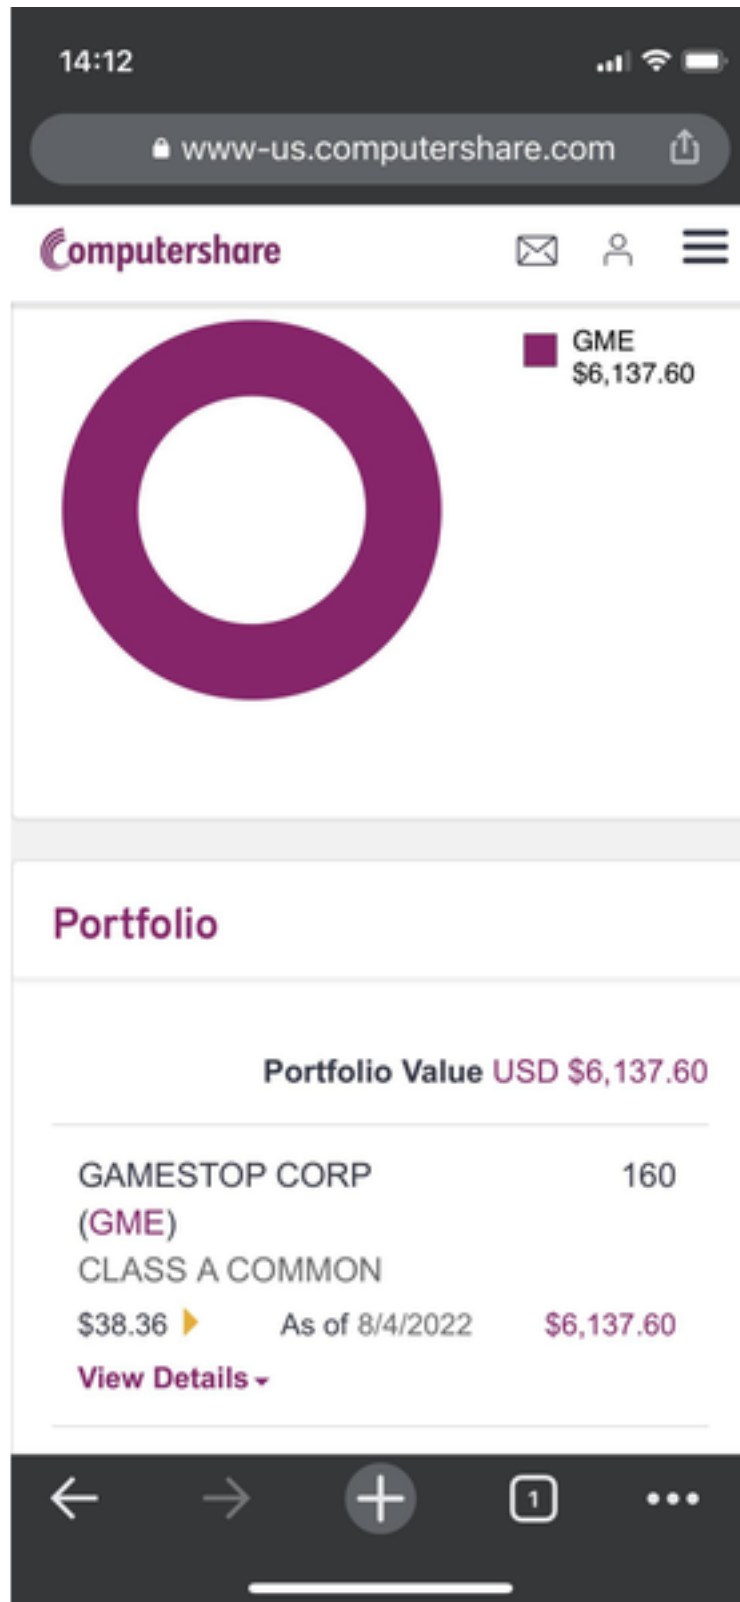 14:12
www-us.computershare.com
Computershare
GME
$6,137.60
Portfolio
Portfolio Value USD $6,137.60
GAMESTOP CORP 160
(GME)
CLASS A COMMON
$38.36 As of 8/4/2022 $6,137.60
View Details
1